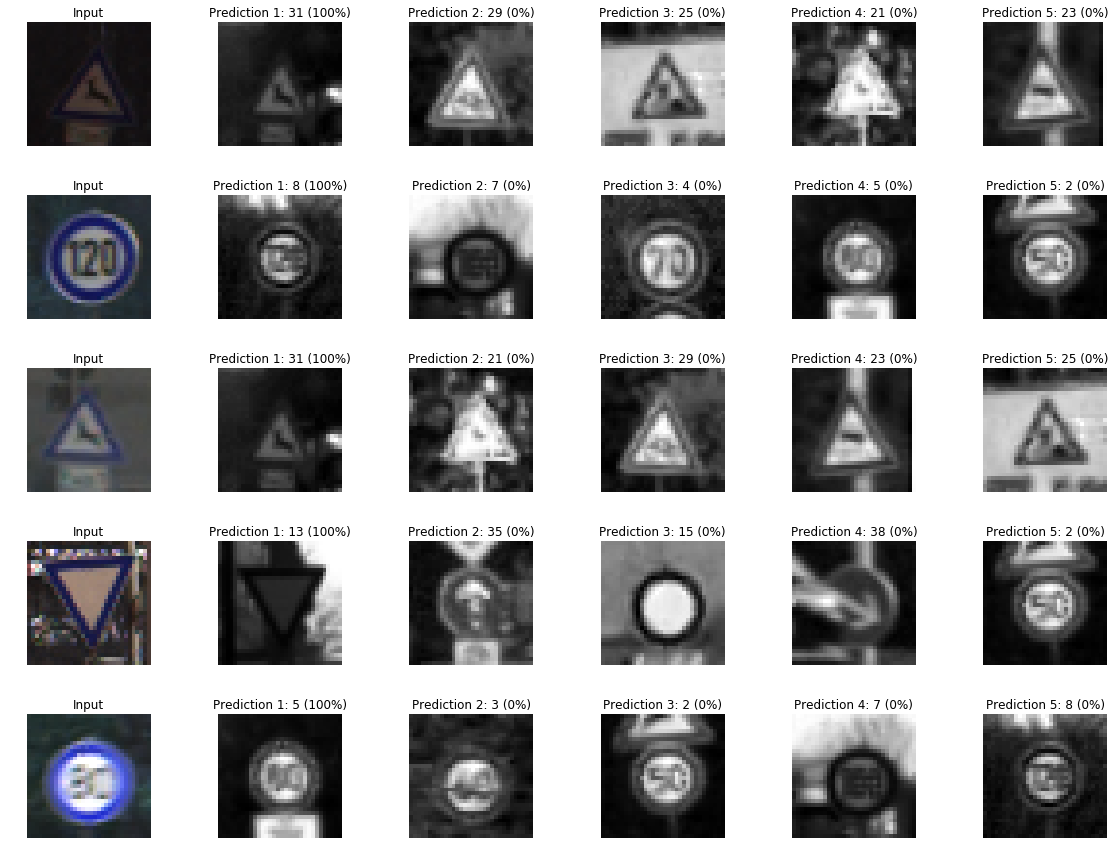 Input Prediction 1: 31 (100%) Prediction 2: 29 (0%) Prediction 3: 25 (0%) Prediction 4: 21 (0%) Prediction 5: 23 (0%)
Input Prediction 1: 8 (100%) Prediction 2: 7 (0%) Prediction 3: 4 (0%) Prediction 4: 5 (0%) Prediction 5: 2 (0%)
120 70 50
Input Prediction 1: 31 (100%) Prediction 2: 21 (0%) Prediction 3: 29 (0%) Prediction 4: 23 (0%) Prediction 5: 25 (0%)
Input Prediction 1: 13 (100%) Prediction 2: 35 (0%) Prediction 3: 15 (0%) Prediction 4: 38 (0%) Prediction 5: 2 (0%)
50
Input Prediction 1: 5 (100%) Prediction 2: 3 (0%) Prediction 3: 2 (0%) Prediction 4: 7 (0%) Prediction 5: 8 (0%)
50